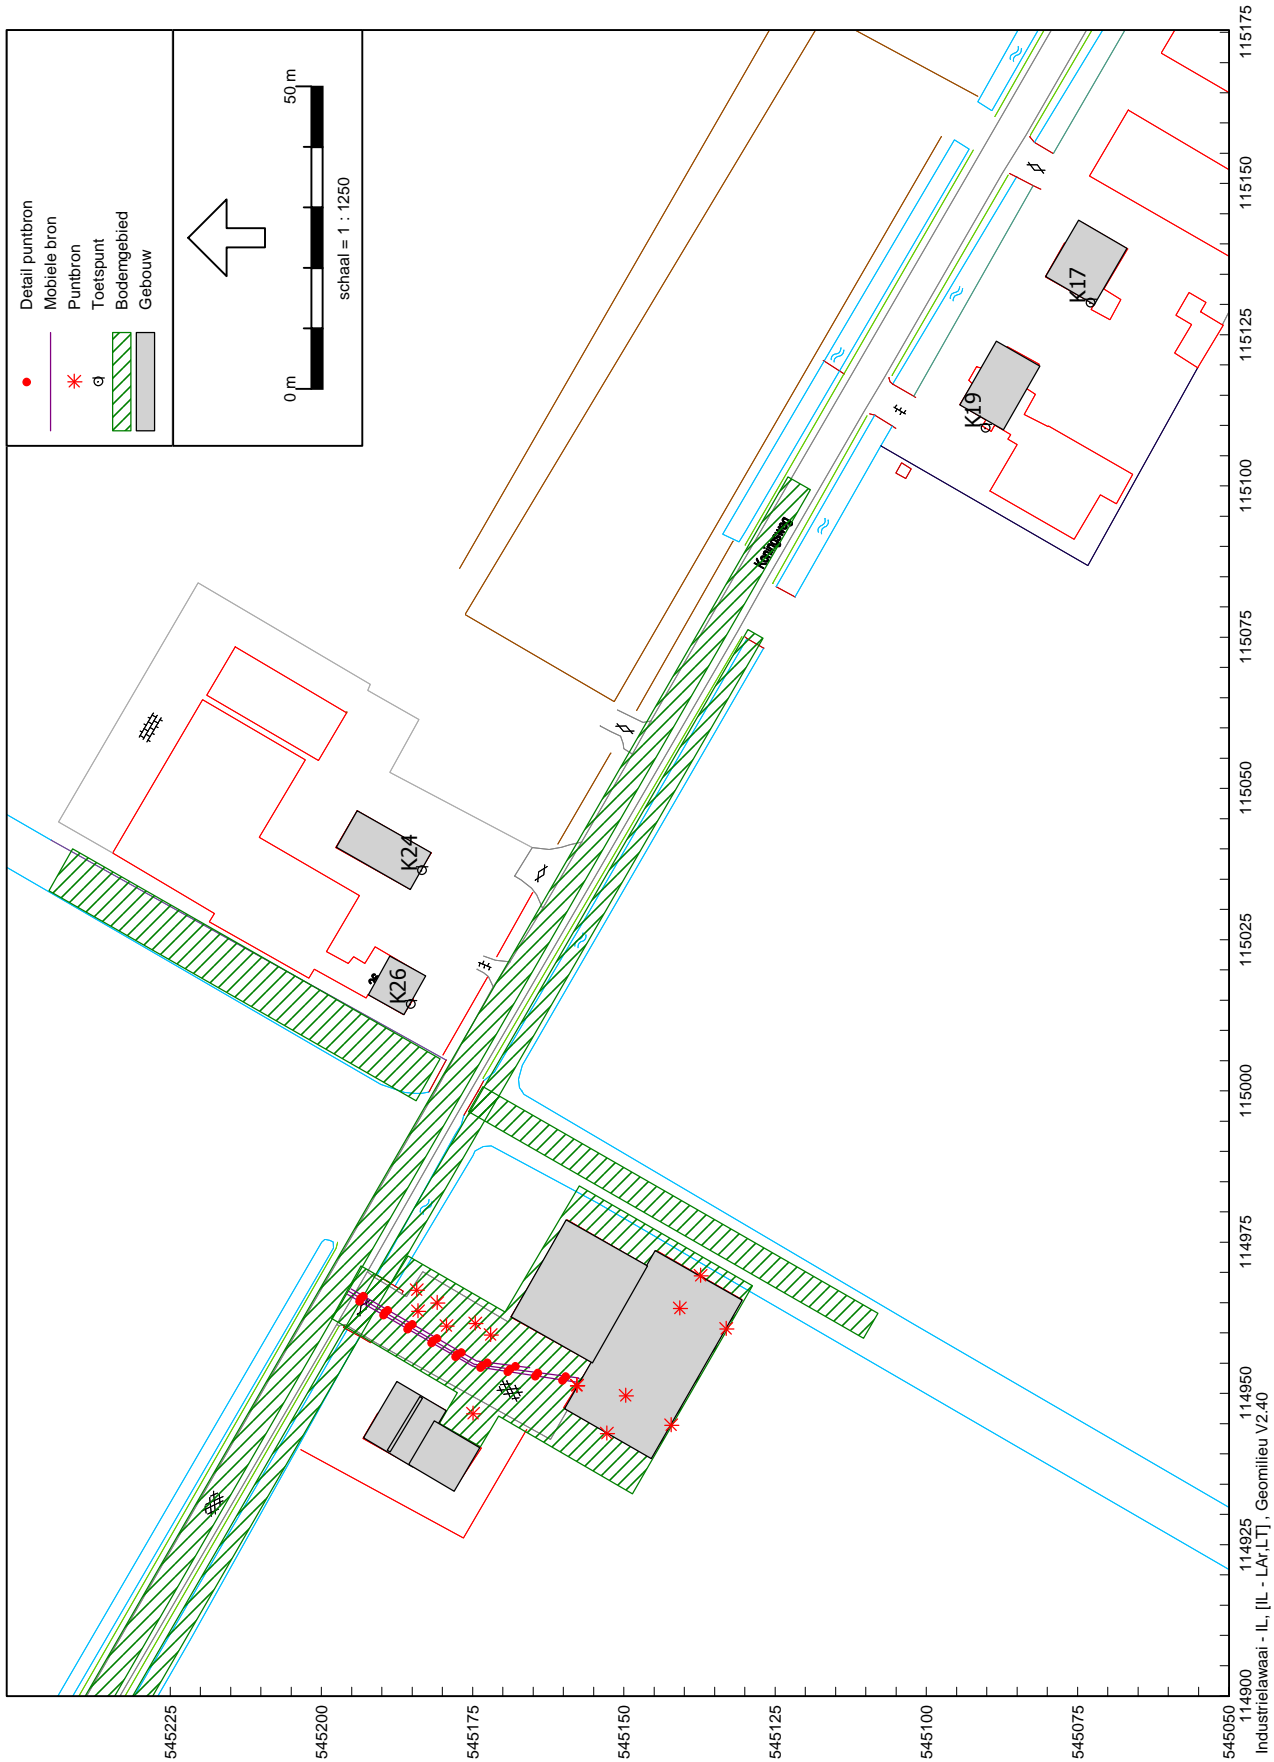 Detail puntbron
Mobiele bron
Puntbron
Toetspunt
Bodemgebied
Gebouw
0 m
50 m
schaal = 1 : 1250
K24
K26
26
Koningsweg
K19
K17
545225
545200
545175
545150
545125
545100
545075
545050
114900
114925
114950
114975
115000
115025
115050
115075
115100
115125
115150
115175
Industrielawaai - IL, [IL - LAr,LT] , Geomilieu V2.40